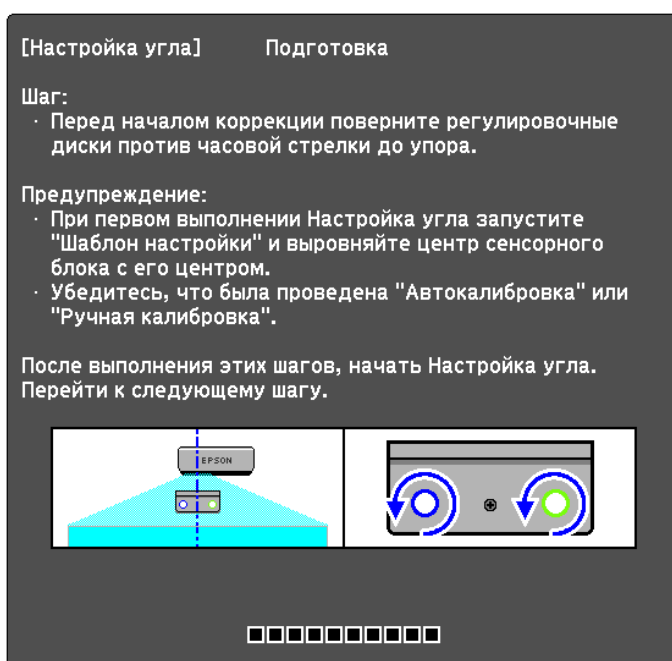 [Настройка угла] Подготовка
Шаг:
· Перед началом коррекции поверните регулировочные
диски против часовой стрелки до упора.
Предупреждение:
· При первом выполнении Настройка угла запустите
"Шаблон настройки" и выровняйте центр сенсорного
блока с его центром.
· Убедитесь, что была проведена "Автокалибровка" или
"Ручная калибровка".
После выполнения этих шагов, начать Настройка угла.
Перейти к следующему шагу.
EPSON